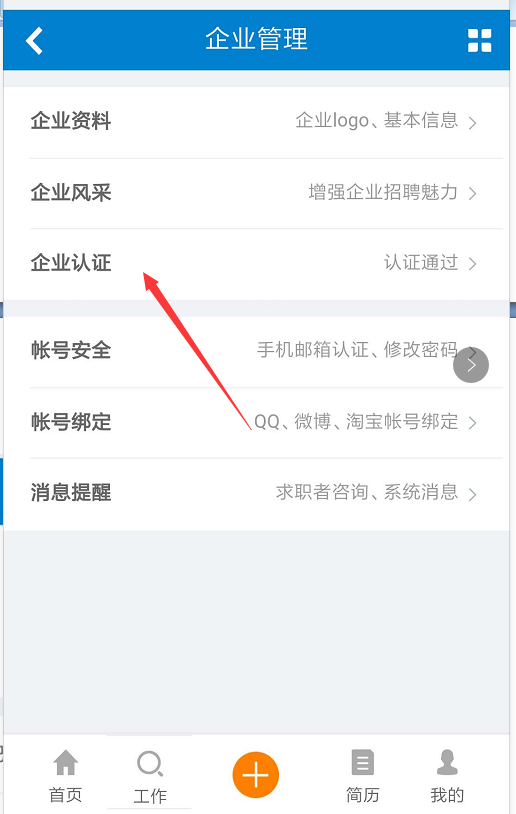 企业管理
企业资料 企业logo、基本信息
企业风采 增强企业招聘魅力
企业认证 认证通过
帐号安全 手机邮箱认证、修改密码
帐号绑定 QQ、微博、淘宝帐号绑定
消息提醒 求职者咨询、系统消息
首页 工作 简历 我的